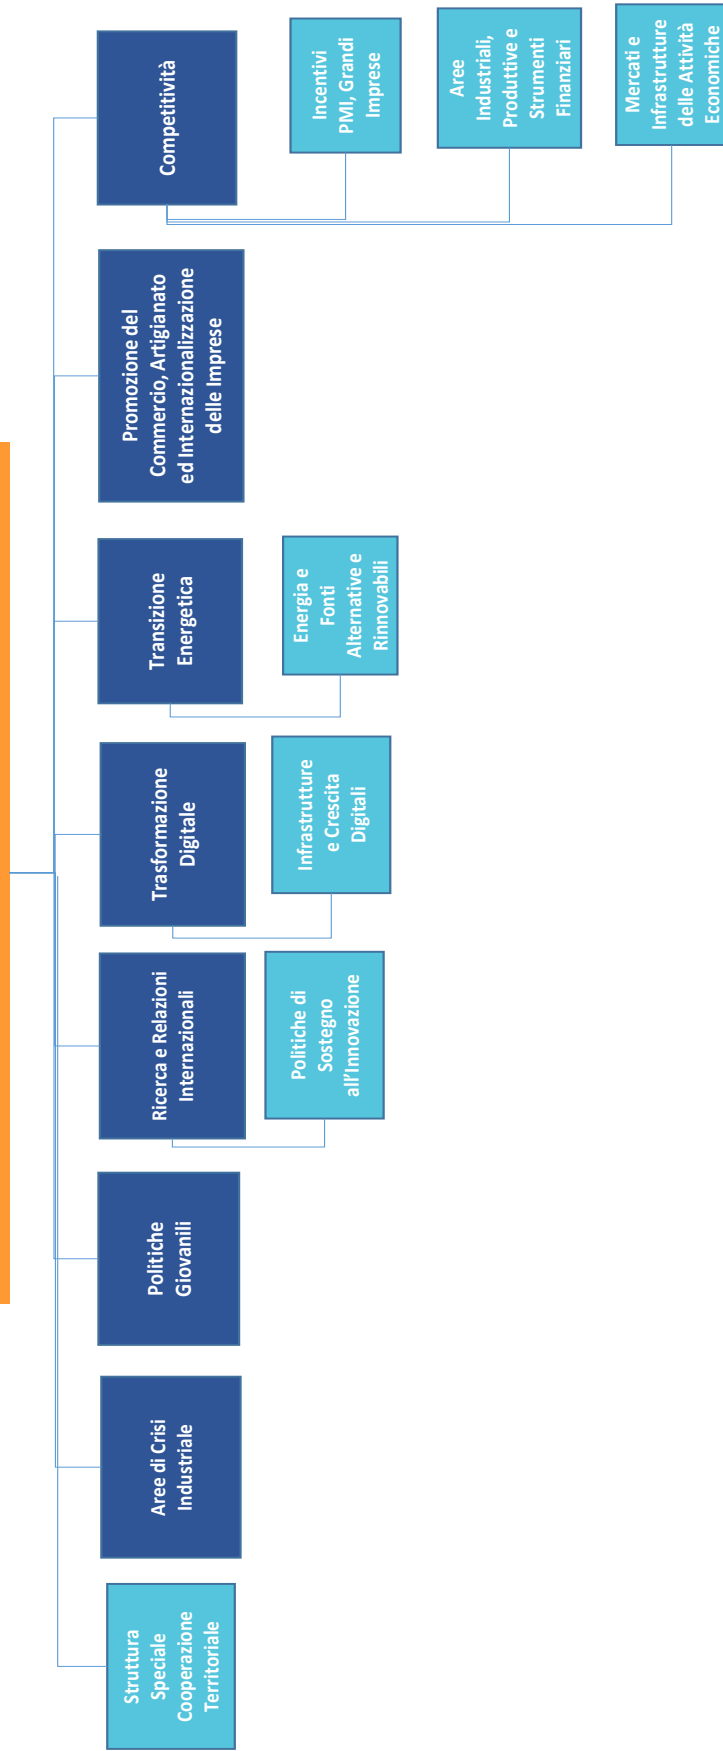 Struttura
Speciale
Cooperazione
Territoriale
Aree di Crisi
Industriale
Politiche
Giovanili
Ricerca e Relazioni
Internazionali
Trasformazione
Digitale
Transizione
Energetica
Promozione del
Commercio, Artigianato
ed Internazionalizzazione
delle Imprese
Competitività
Politiche di
Sostegno
all'Innovazione
Infrastrutture
e Crescita
Digitali
Energia e
Fonti
Alternative e
Rinnovabili
Incentivi
PMI, Grandi
Imprese
Aree
Industriali,
Produttive e
Strumenti
Finanziari
Mercati e
Infrastrutture
delle Attività
Economiche